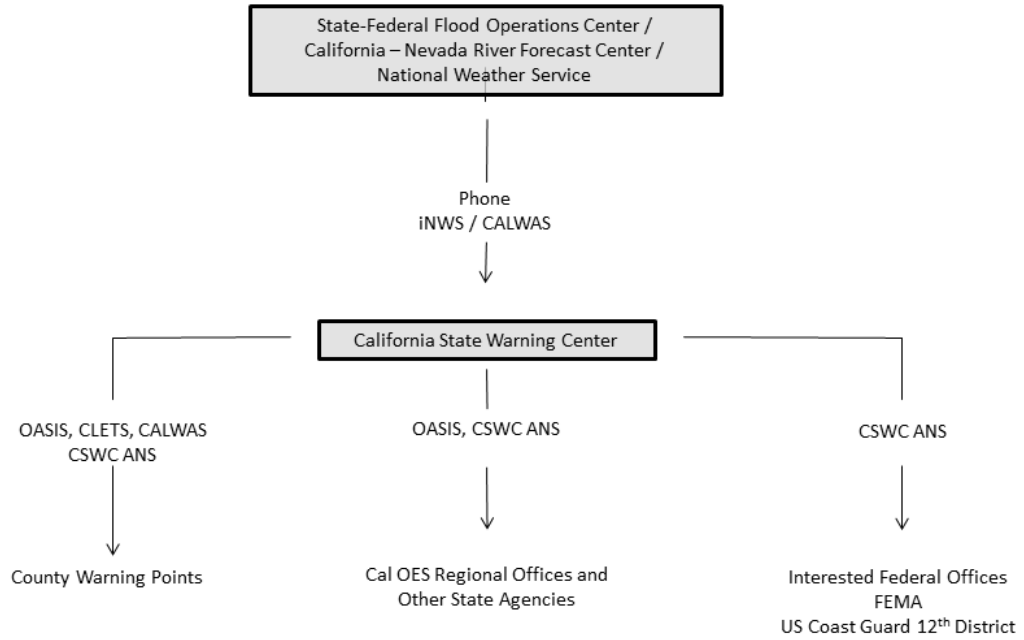 State-Federal Flood Operations Center /
California – Nevada River Forecast Center /
National Weather Service
Phone
iNWS / CALWAS
California State Warning Center
OASIS, CLETS, CALWAS
CSWC ANS
OASIS, CSWC ANS
CSWC ANS
County Warning Points
Cal OES Regional Offices and
Other State Agencies
Interested Federal Offices
FEMA
US Coast Guard 12th District